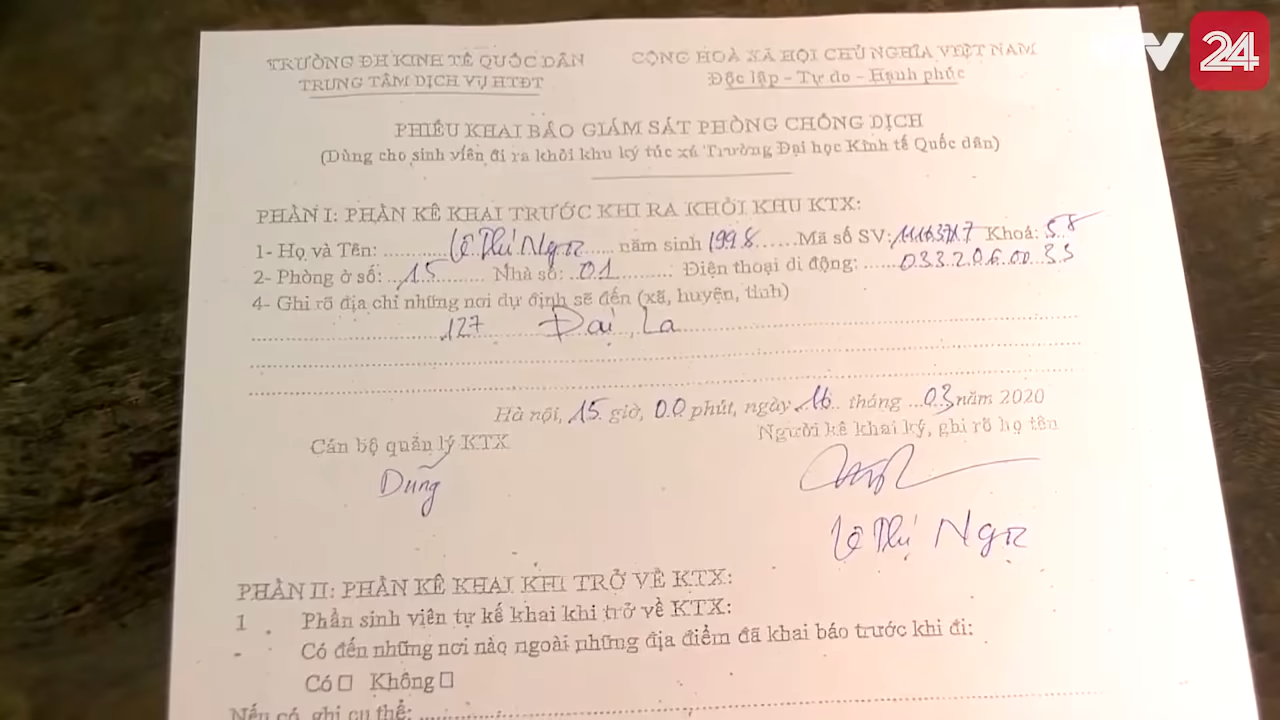 TV 24
TRƯỜNG ĐH KINH TẾ QUỐC DÂN
TRUNG TÂM DỊCH VỤ HTĐT
CỘNG HOÀ XÃ HỘI CHỦ NGHĨA VIỆT NAM
Độc lập - Tự do - Hạnh phúc
PHIẾU KHAI BÁO GIÁM SÁT PHÒNG CHỐNG DỊCH
(Dùng cho sinh viên đi ra khỏi khu ký túc xá Trường Đại học Kinh tế Quốc dân)
PHẦN I: PHẦN KÊ KHAI TRƯỚC KHI RA KHỎI KHU KTX:
1- Họ và Tên: Lê Thị Ngọc năm sinh 1998 Mã số SV: 11163717 Khoá: 58
2- Phòng ở số: 15 Nhà số: 01 Điện thoại di động: 033.206.00.35
4- Ghi rõ địa chỉ những nơi dự định sẽ đến (xã, huyện, tỉnh)
127 Đại La
Hà nội, 15 giờ, 00 phút, ngày 16 tháng 03 năm 2020
Cán bộ quản lý KTX
Người kê khai ký, ghi rõ họ tên
Dũng
Lê Thị Ngọc
PHẦN II: PHẦN KÊ KHAI KHI TRỞ VỀ KTX:
1. Phần sinh viên tự kế khai khi trở về KTX:
- Có đến những nơi nào ngoài những địa điểm đã khai báo trước khi đi:
Có □ Không □
Nếu có, ghi cụ thể: